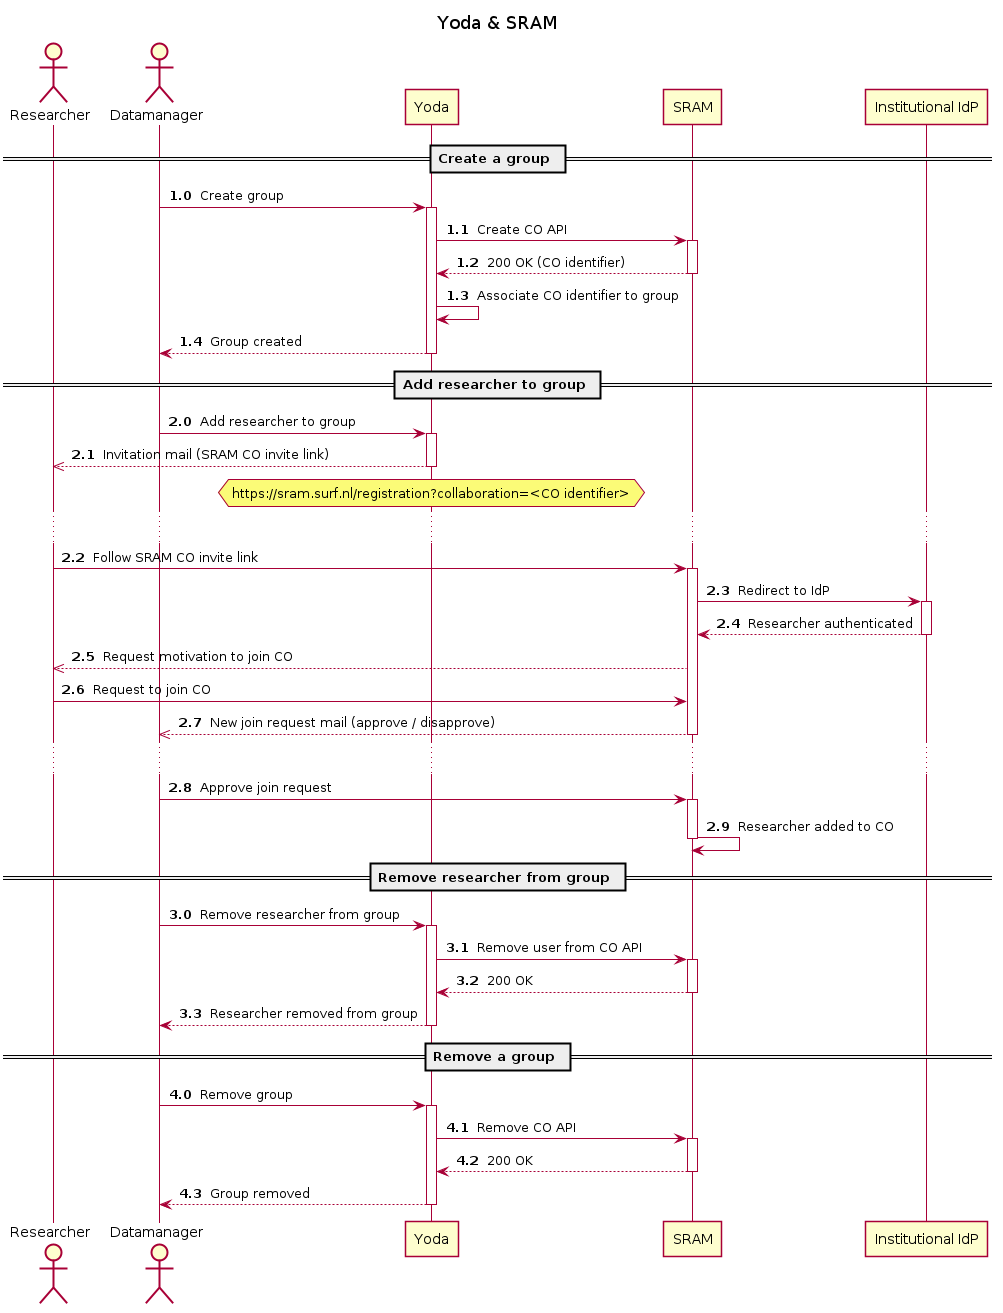 Yoda & SRAM
Researcher
Datamanager
Yoda
SRAM
Institutional IdP
Create a group
1.0 Create group
1.1 Create CO API
1.2 200 OK (CO identifier)
1.3 Associate CO identifier to group
1.4 Group created
Add researcher to group
2.0 Add researcher to group
2.1 Invitation mail (SRAM CO invite link)
https://sram.surf.nl/registration?collaboration=<CO identifier>
2.2 Follow SRAM CO invite link
2.3 Redirect to IdP
2.4 Researcher authenticated
2.5 Request motivation to join CO
2.6 Request to join CO
2.7 New join request mail (approve / disapprove)
2.8 Approve join request
2.9 Researcher added to CO
Remove researcher from group
3.0 Remove researcher from group
3.1 Remove user from CO API
3.2 200 OK
3.3 Researcher removed from group
Remove a group
4.0 Remove group
4.1 Remove CO API
4.2 200 OK
4.3 Group removed
Researcher
Datamanager
Yoda
SRAM
Institutional IdP